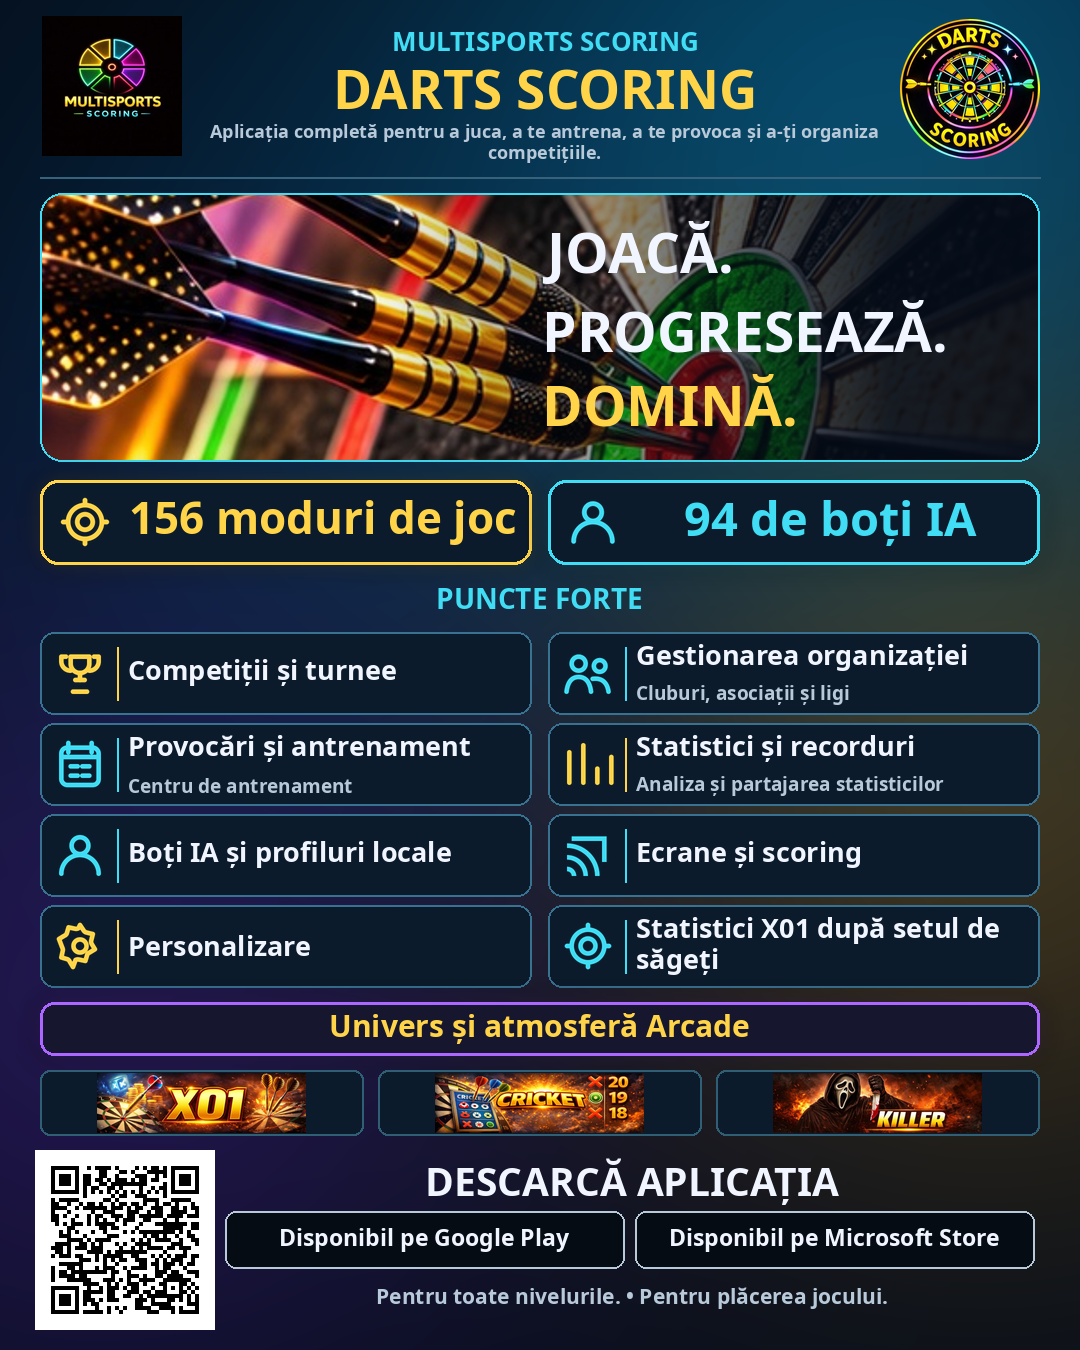 MULTISPORTS
SCORING
MULTISPORTS SCORING
DARTS SCORING
Aplicația completă pentru a juca, a te antrena, a te provoca și a-ți organiza
competițiile.
DARTS
SCORING
JOACĂ.
PROGRESEAZĂ.
DOMINĂ.
156 moduri de joc
94 de boți IA
PUNCTE FORTE
Competiții și turnee
Gestionarea organizației
Cluburi, asociații și ligi
Provocări și antrenament
Centru de antrenament
Statistici și recorduri
Analiza și partajarea statisticilor
Boți IA și profiluri locale
Ecrane și scoring
Personalizare
Statistici X01 după setul de
săgeți
Univers și atmosferă Arcade
X01
CRICKET
CRICKET
20
19
18
KILLER
DESCARCĂ APLICAȚIA
Disponibil pe Google Play
Disponibil pe Microsoft Store
Pentru toate nivelurile. • Pentru plăcerea jocului.